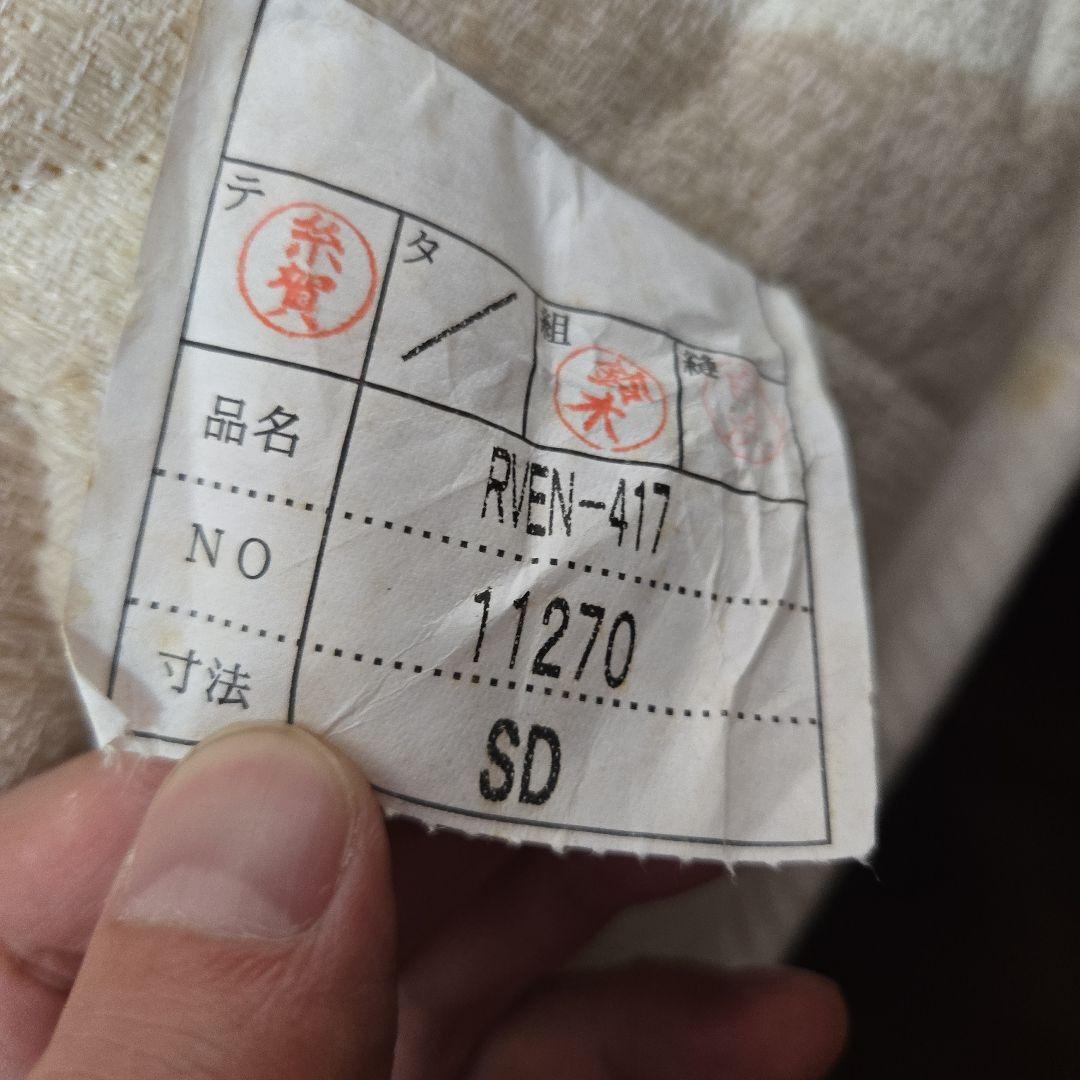 テ 糸賀 タ / 組 鈴木 縫
品名 RVEN-417
NO 11270
寸法 SD